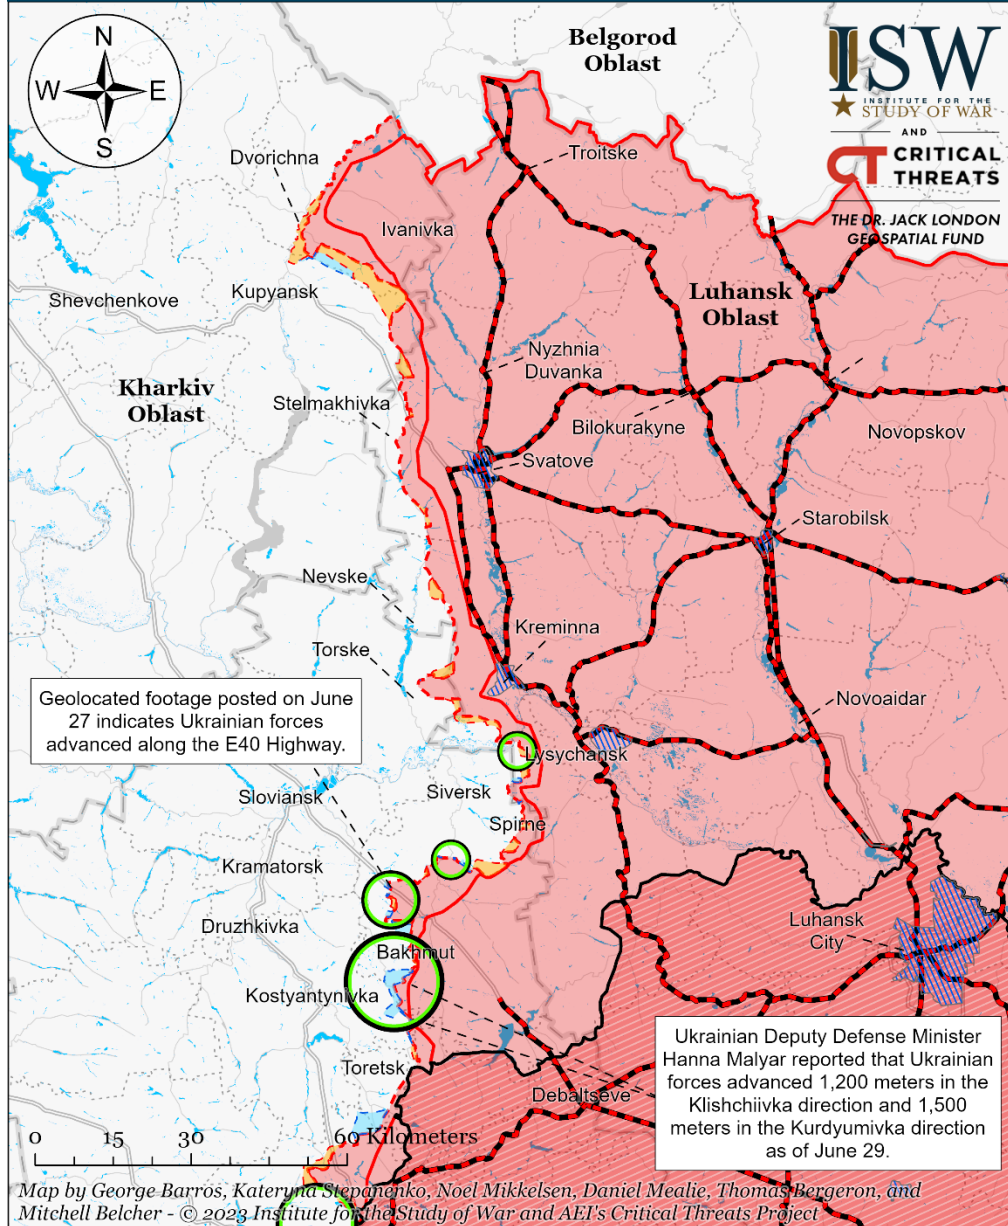 N
W E
S
Belgorod
Oblast
ISW
INSTITUTE FOR THE
STUDY OF WAR
AND
CT CRITICAL
THREATS
THE DR. JACK LONDON
GEOSPATIAL FUND
Dvorichna
Troitske
Ivanivka
Shevchenkove
Kupyansk
Luhansk
Oblast
Nyzhnia
Duvanka
Kharkiv
Oblast
Stelmakhivka
Bilokurakyne
Novopskov
Svatove
Starobilsk
Nevske
Kreminna
Torske
Geolocated footage posted on June
27 indicates Ukrainian forces
advanced along the E40 Highway.
Novoaidar
Lysychansk
Sloviansk
Siversk
Spirne
Kramatorsk
Druzhkivka
Luhansk
City
Bakhmut
Kostyantynivka
Ukrainian Deputy Defense Minister
Hanna Malyar reported that Ukrainian
forces advanced 1,200 meters in the
Klishchiivka direction and 1,500
meters in the Kurdyumivka direction
as of June 29.
Toretsk
Debaltseve
0 15 30 60 Kilometers
Map by George Barros, Kateryna Stepanenko, Noel Mikkelsen, Daniel Mealie, Thomas Bergeron, and
Mitchell Belcher - © 2023 Institute for the Study of War and AEI's Critical Threats Project